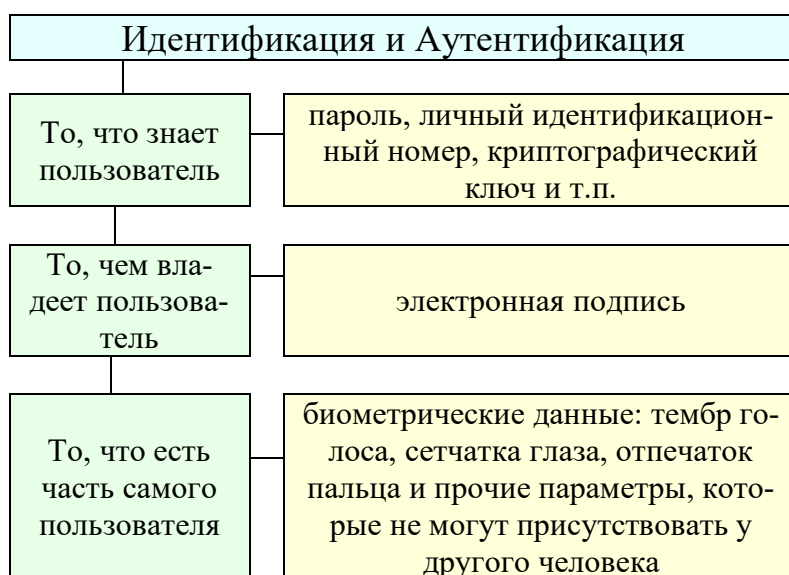 Идентификация и Аутентификация
То, что знает
пользователь
пароль, личный идентификацион-
ный номер, криптографический
ключ и т.п.
То, чем вла-
деет пользова-
тель
электронная подпись
То, что есть
часть самого
пользователя
биометрические данные: тембр го-
лоса, сетчатка глаза, отпечаток
пальца и прочие параметры, кото-
рые не могут присутствовать у
другого человека